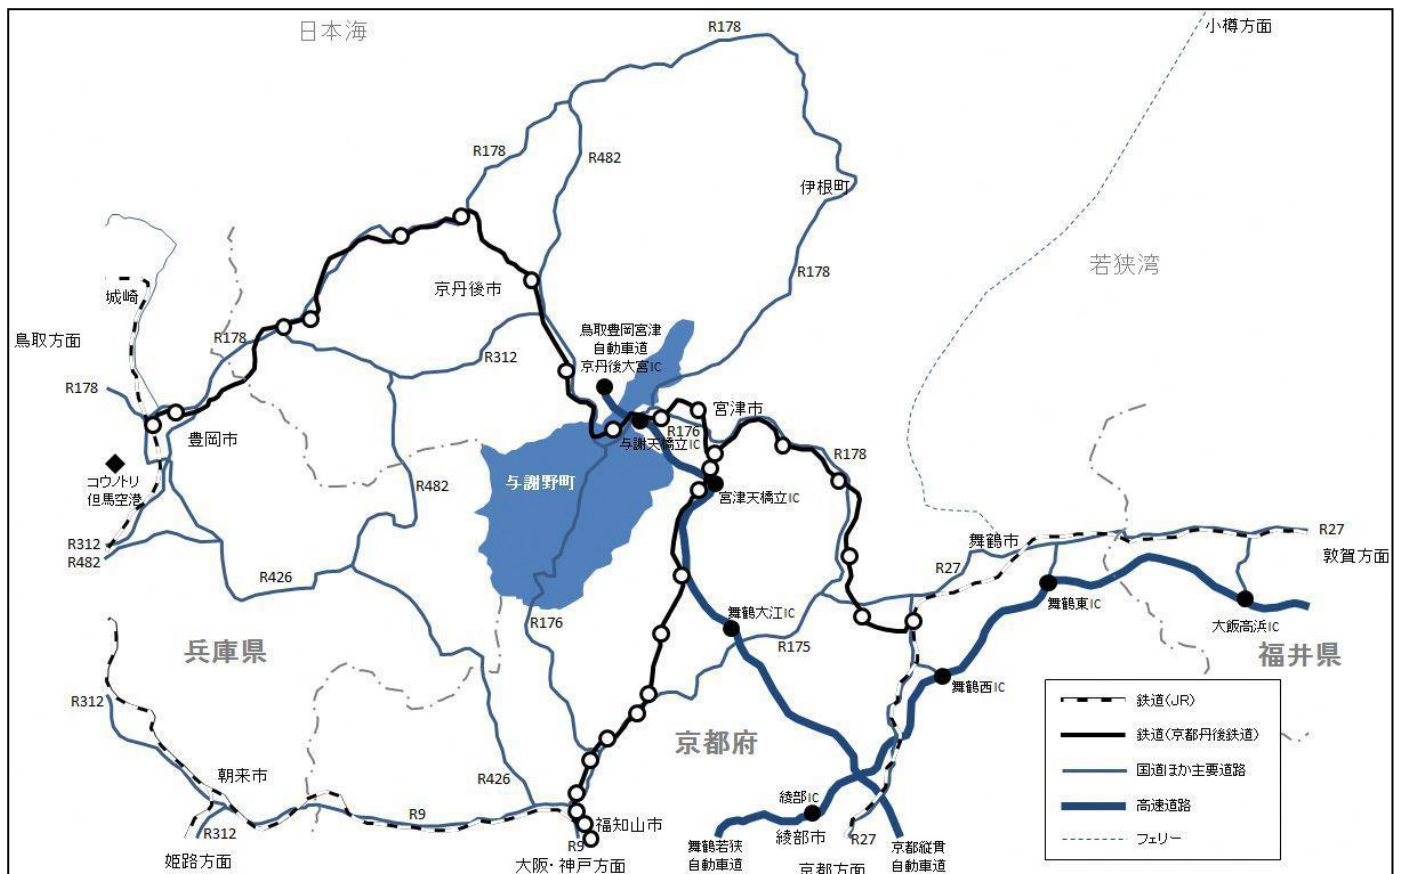 日本海
R178
小樽方面
R178
R482
伊根町
若狭湾
R178
城崎
京丹後市
鳥取方面
R178
鳥取豊岡宮津
自動車道
京丹後大宮IC
R312
R178
宮津市
豊岡市
R176
与謝天橋立IC
R178
コウノトリ
但馬空港
与謝野町
R482
宮津天橋立IC
R312
R482
舞鶴市
R27
敦賀方面
R27
R426
舞鶴大江IC
舞鶴東IC
大飯高浜IC
R176
R175
兵庫県
福井県
舞鶴西IC
R312
京都府
鉄道(JR)
鉄道(京都丹後鉄道)
国道ほか主要道路
高速道路
フェリー
朝来市
R426
R9
綾部IC
綾部市
福知山市
R312
R9
R27
姫路方面
大阪・神戸方面
舞鶴若狭
自動車道
京都方面
京都縦貫
自動車道